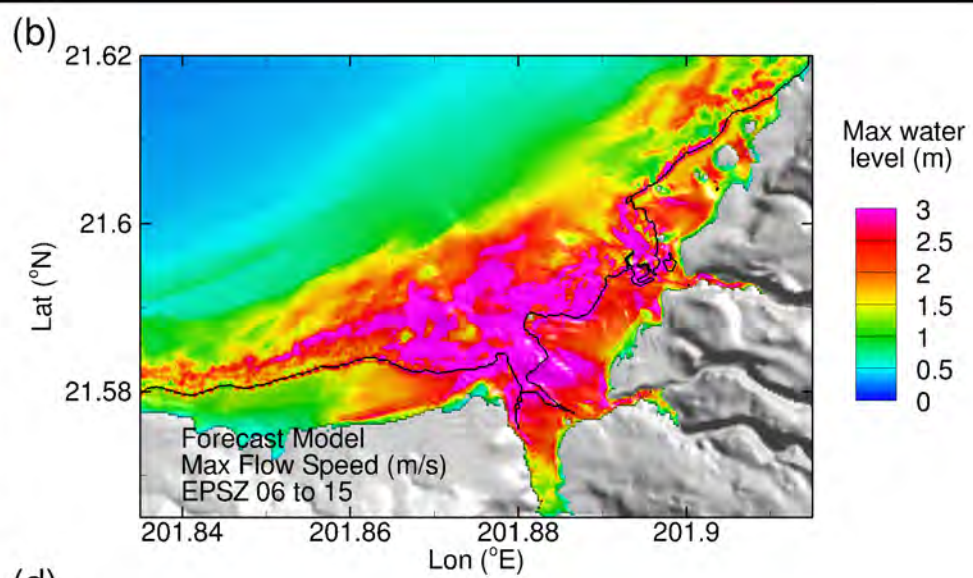 (b)
21.62
21.6
21.58
Lat (°N)
Forecast Model
Max Flow Speed (m/s)
EPSZ 06 to 15
201.84 201.86 201.88 201.9
Lon (°E)
Max water
level (m)
3
2.5
2
1.5
1
0.5
0
(d)